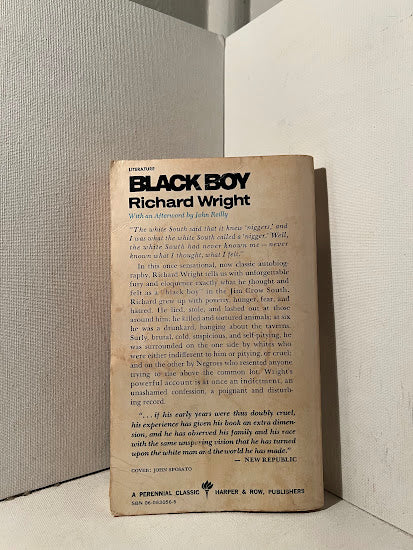 LITERATURE
BLACK BOY
Richard Wright
With an Afterword by John Reilly
"The white South said that it knew 'niggers,' and
I was what the white South called a 'nigger.' Well,
the white South had never known me — never
known what I thought, what I felt."
In this once sensational, now classic autobiog-
raphy, Richard Wright tells us with unforgettable
fury and eloquence exactly what he thought and
felt as a "black boy" in the Jim Crow South.
Richard grew up with poverty, hunger, fear, and
hatred. He lied, stole, and lashed out at those
around him; he killed and tortured animals; at six
he was a drunkard, hanging about the taverns.
Surly, brutal, cold, suspicious, and self-pitying, he
was surrounded on the one side by whites who
were either indifferent to him or pitying, or cruel;
and on the other by Negroes who resented anyone
trying to rise above the common lot. Wright's
powerful account is at once an indictment, an
unashamed confession, a poignant and disturb-
ing record.
". . . if his early years were thus doubly cruel,
his experience has given his book an extra dimen-
sion, and he has observed his family and his race
with the same unsparing vision that he has turned
upon the white man and the world he has made."
— NEW REPUBLIC
COVER: JOHN SPOSATO
A PERENNIAL CLASSIC HARPER & ROW, PUBLISHERS
SBN 06-083056-8